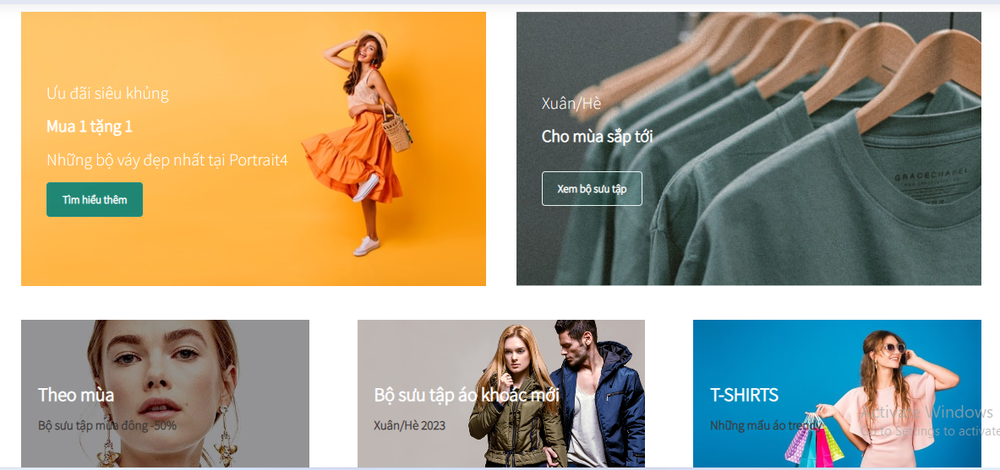 Ưu đãi siêu khủng
Mua 1 tặng 1
Những bộ váy đẹp nhất tại Portrait4
Tìm hiểu thêm
Xuân/Hè
Cho mùa sắp tới
Xem bộ sưu tập
GRACECHAPEL
Theo mùa
Bộ sưu tập mùa đông -50%
Bộ sưu tập áo khoác mới
Xuân/Hè 2023
T-SHIRTS
Những mẫu áo trendy
Activate Windows
Go to Settings to activate